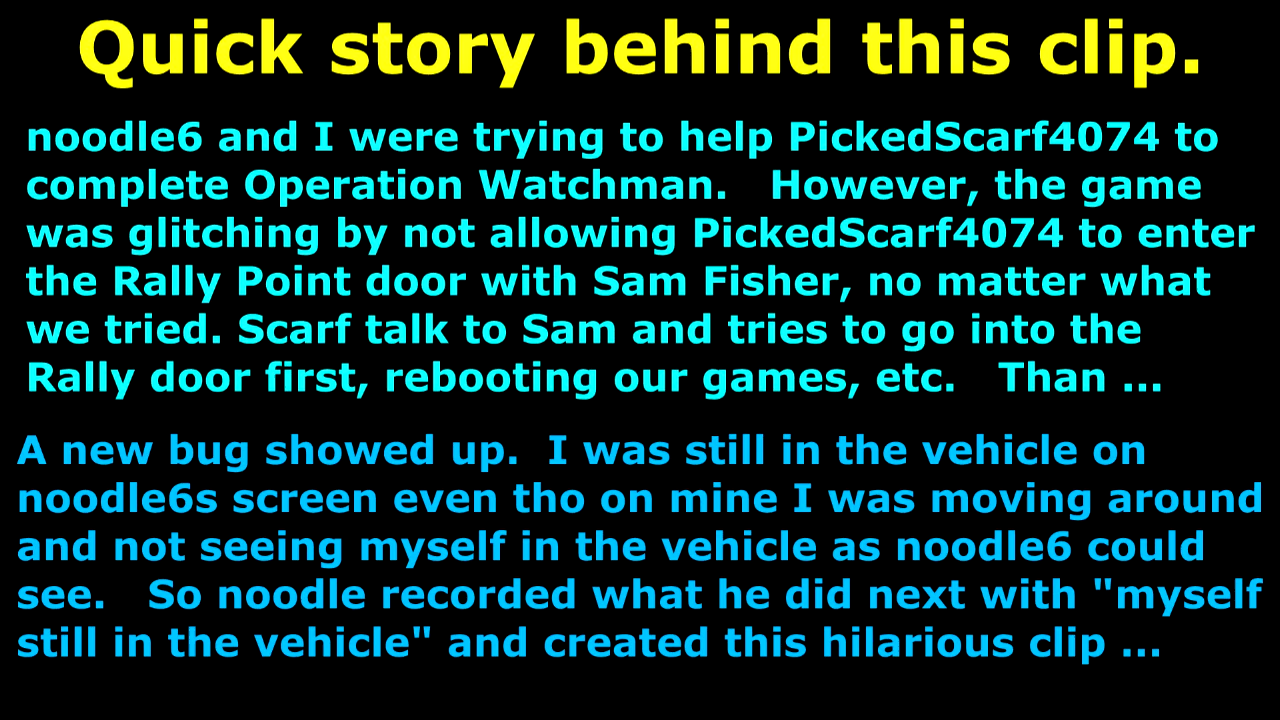 Quick story behind this clip.
noodle6 and I were trying to help PickedScarf4074 to
complete Operation Watchman.   However, the game
was glitching by not allowing PickedScarf4074 to enter
the Rally Point door with Sam Fisher, no matter what
we tried. Scarf talk to Sam and tries to go into the
Rally door first, rebooting our games, etc.   Than ...
A new bug showed up.  I was still in the vehicle on
noodle6s screen even tho on mine I was moving around
and not seeing myself in the vehicle as noodle6 could
see.   So noodle recorded what he did next with "myself
still in the vehicle" and created this hilarious clip ...